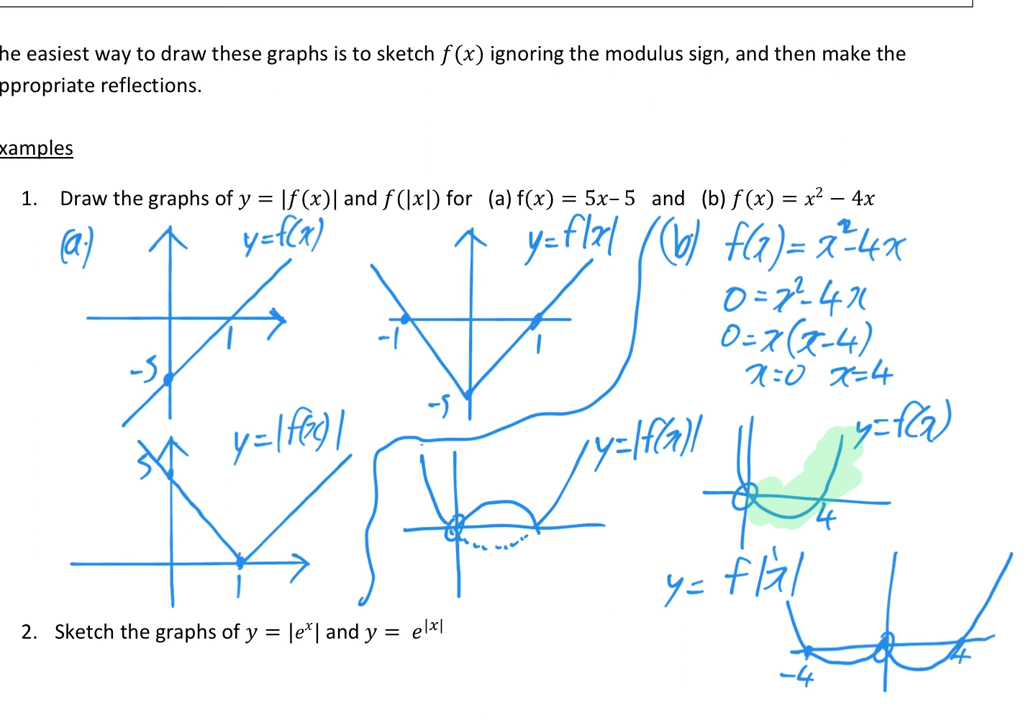 he easiest way to draw these graphs is to sketch f(x) ignoring the modulus sign, and then make the
ppropriate reflections.
xamples
1. Draw the graphs of y = |f(x)| and f(|x|) for (a) f(x) = 5x– 5 and (b) f(x) = x² − 4x
(a)
y=f(x)
1
-5
y=f|x|
-1
1
-5
y=|f(x)|
5
1
(b) f(x)=x²-4x
0=x²-4x
0=x(x-4)
x=0 x=4
y=|f(x)|
y=f(x)
4
y= f|x|
-4
4
2. Sketch the graphs of y = |eˣ| and y = e^|x|